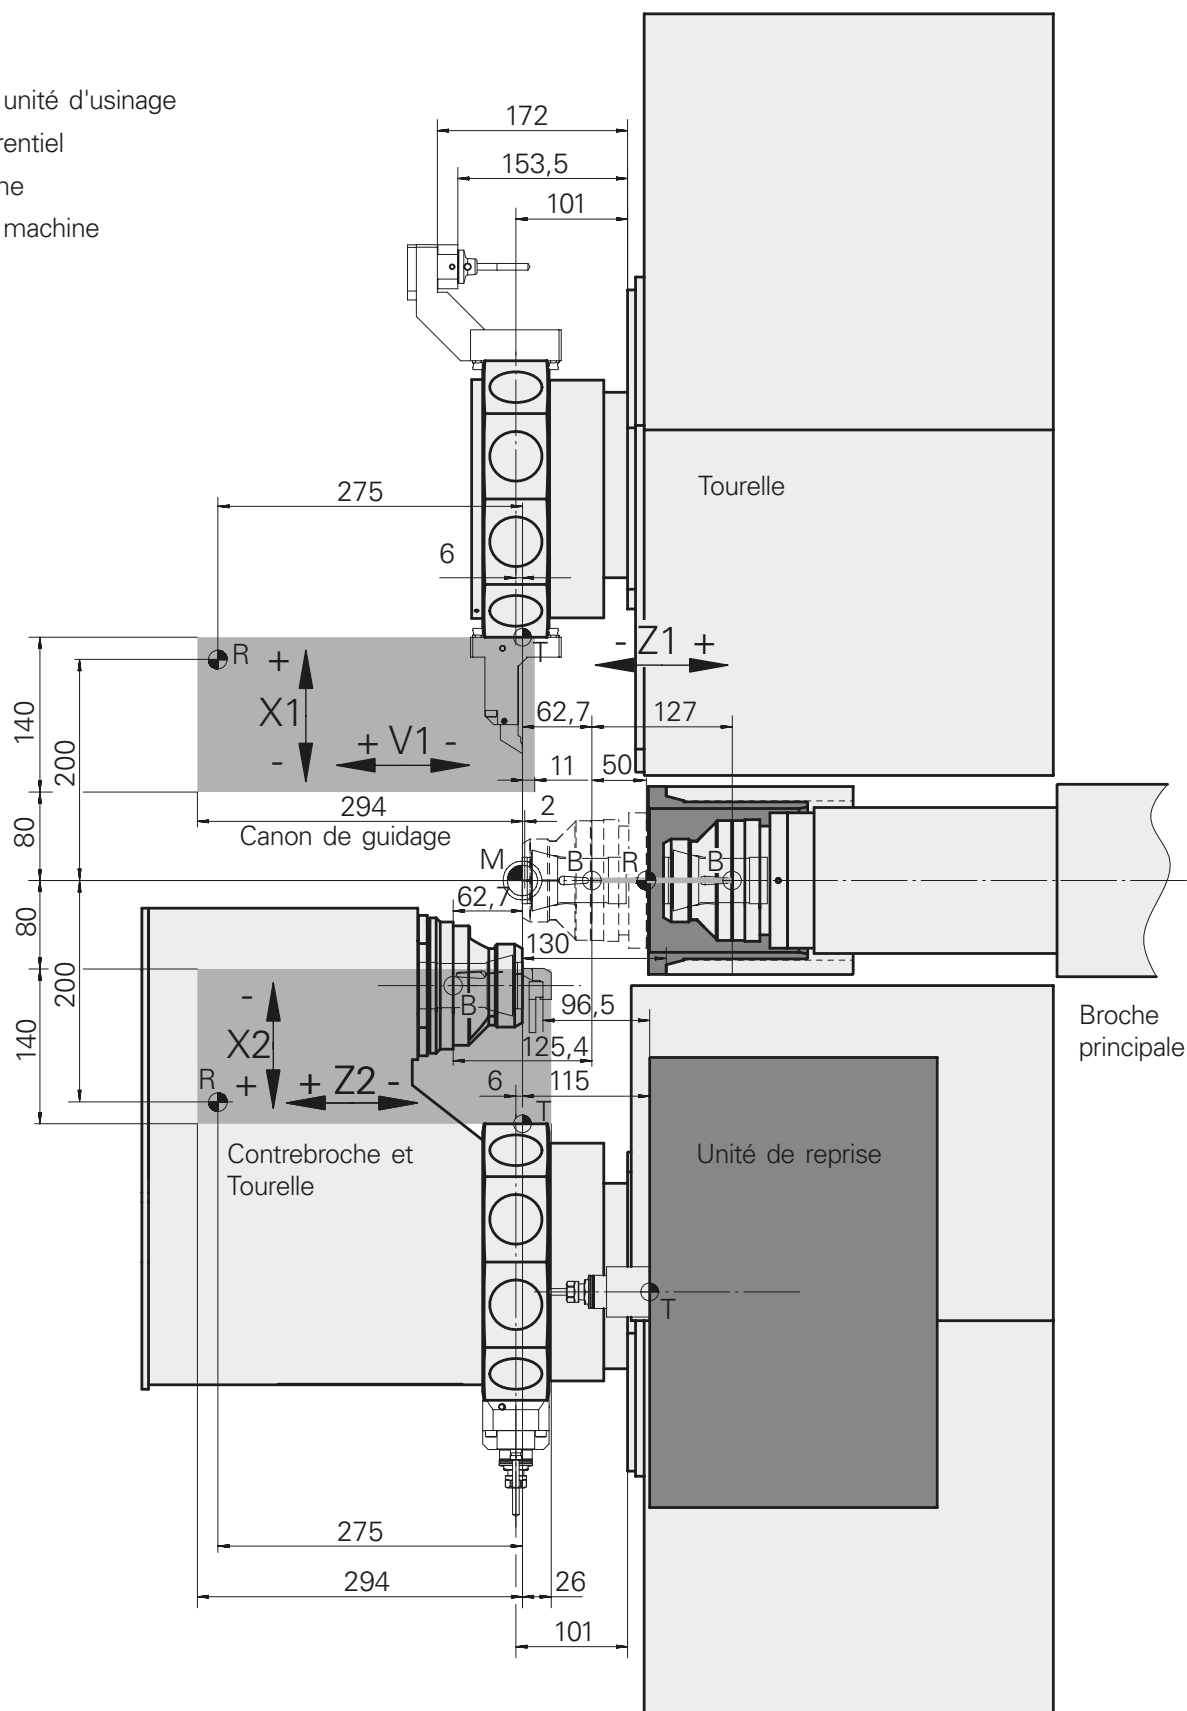 unité d'usinage
rentiel
ne
machine
172
153,5
101
Tourelle
275
6
R
+
X1
-
T
- Z1 +
62,7
127
+ V1 -
11
50
140
200
294
2
Canon de guidage
80
M
B
R
B
62,7
80
130
200
-
B
96,5
Broche
principale
140
X2
125,4
R
+
+ Z2 -
6
115
T
Contrebroche et
Tourelle
Unité de reprise
T
275
294
26
101